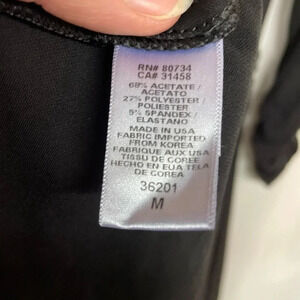 RN# 80734
CA# 31458
68% ACETATE /
ACETATO
27% POLYESTER /
POLIESTER
5% SPANDEX /
ELASTANO
MADE IN USA
FABRIC IMPORTED
FROM KOREA
FABRIQUE AUX USA
TISSU DE COREE
HECHO EN EUA TELA
DE COREA
36201
M